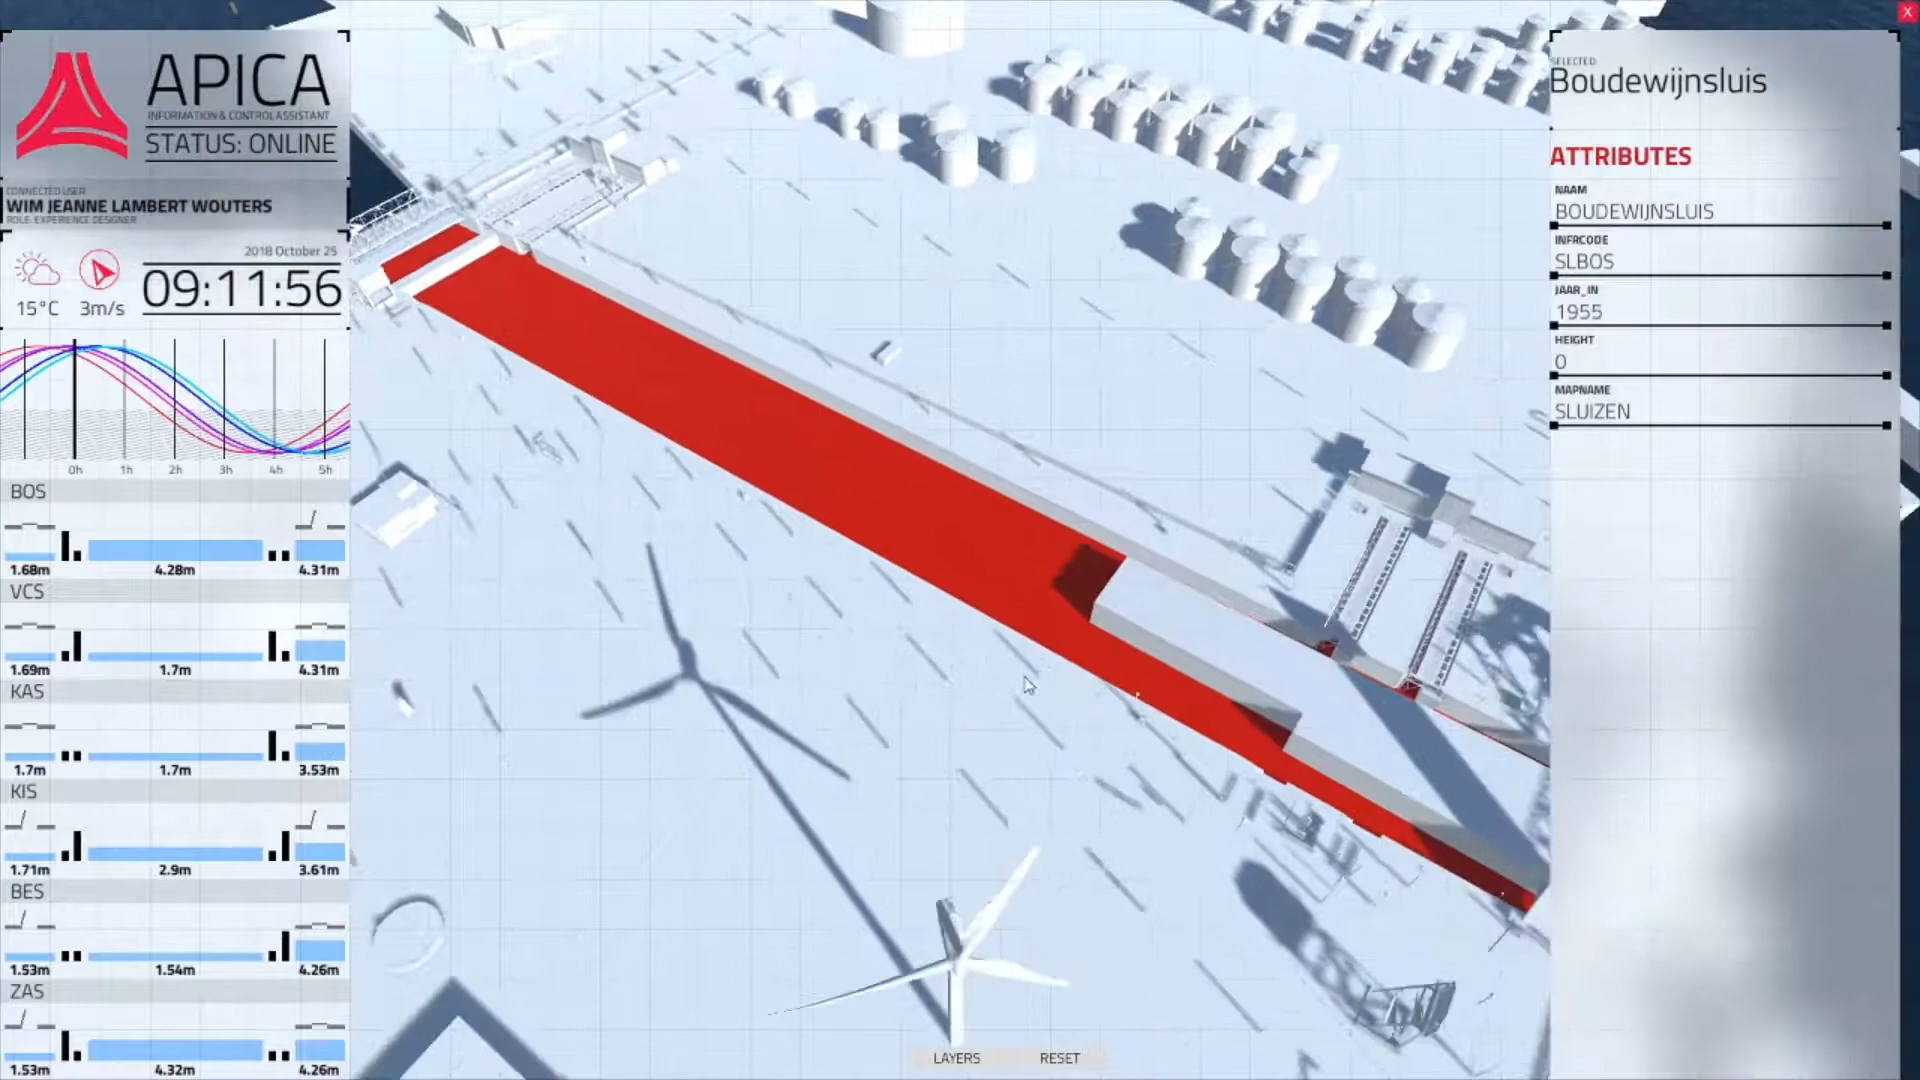 X
APICA
INFORMATION & CONTROL ASSISTANT
STATUS: ONLINE
CONNECTED USER
WIM JEANNE LAMBERT WOUTERS
ROLE: EXPERIENCE DESIGNER
2018 October 25
09:11:56
15°C
3m/s
0h 1h 2h 3h 4h 5h
BOS
1.68m 4.28m 4.31m
VCS
1.69m 1.7m 4.31m
KAS
1.7m 1.7m 3.53m
KIS
1.71m 2.9m 3.61m
BES
1.53m 1.54m 4.26m
ZAS
1.53m 4.32m 4.26m
LAYERS RESET
SELECTED
Boudewijnsluis
ATTRIBUTES
NAAM
BOUDEWIJNSLUIS
INFRCODE
SLBOS
JAAR_IN
1955
HEIGHT
0
MAPNAME
SLUIZEN